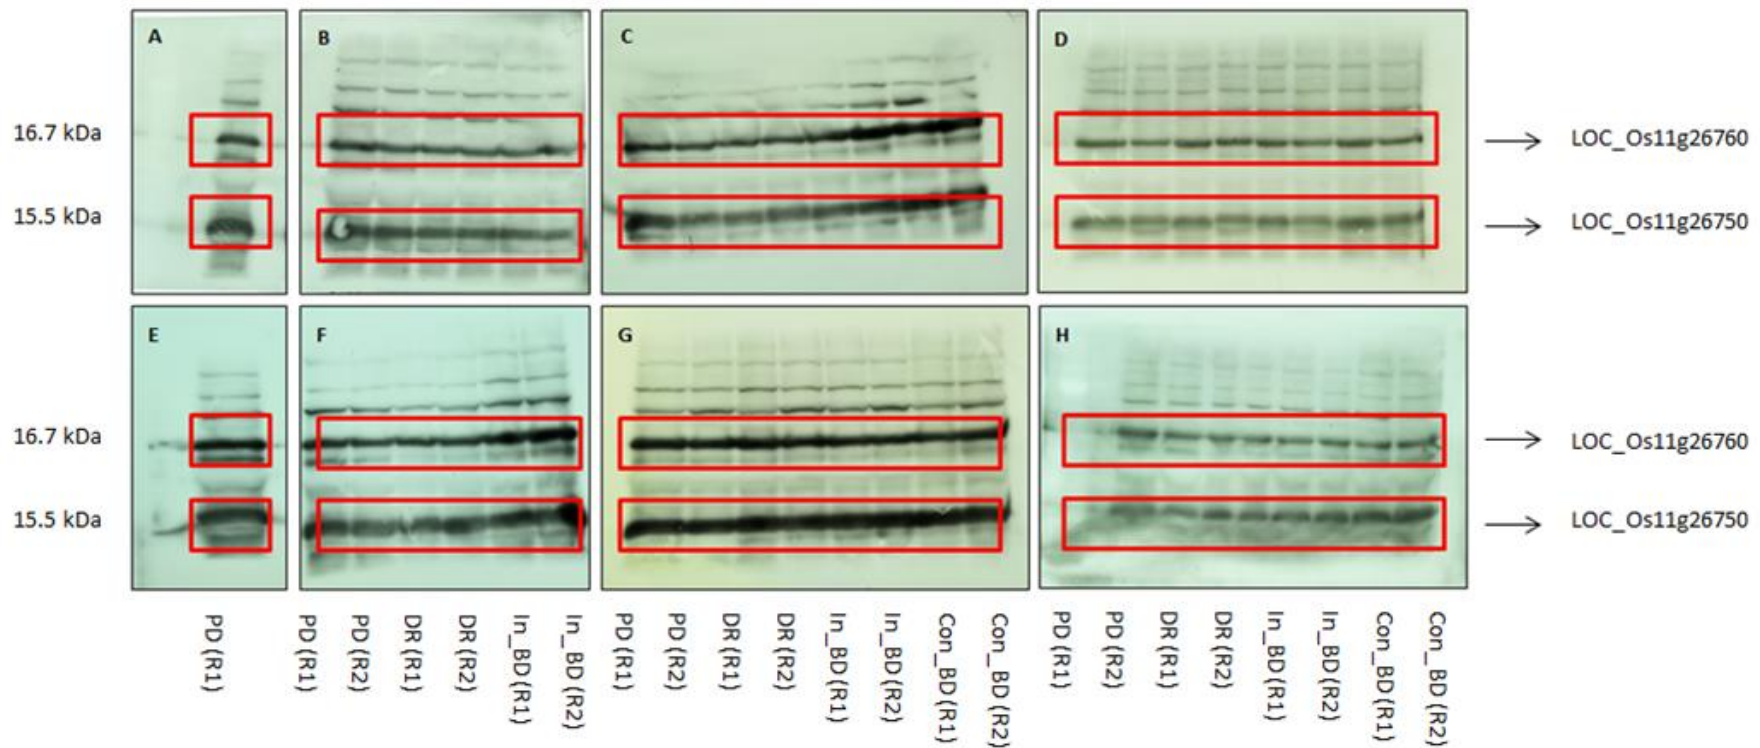 A B C D
16.7 kDa → LOC_Os11g26760
15.5 kDa → LOC_Os11g26750
E F G H
16.7 kDa → LOC_Os11g26760
15.5 kDa → LOC_Os11g26750
PD (R1)
PD (R1)
PD (R2)
DR (R1)
DR (R2)
In_BD (R1)
In_BD (R2)
PD (R1)
PD (R2)
DR (R1)
DR (R2)
In_BD (R1)
In_BD (R2)
Con_BD (R1)
Con_BD (R2)
PD (R1)
PD (R2)
DR (R1)
DR (R2)
In_BD (R1)
In_BD (R2)
Con_BD (R1)
Con_BD (R2)